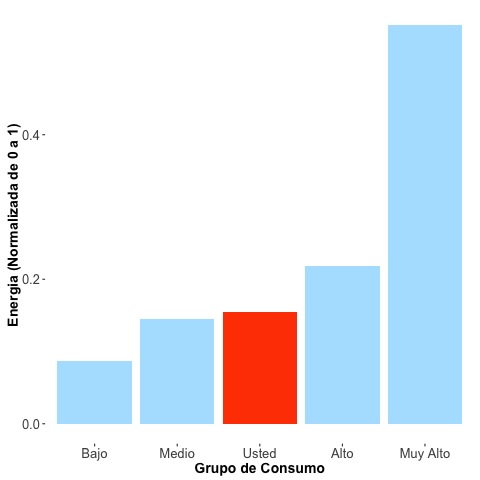 Energia (Normalizada de 0 a 1)
0.4
0.2
0.0
Bajo Medio Usted Alto Muy Alto
Grupo de Consumo